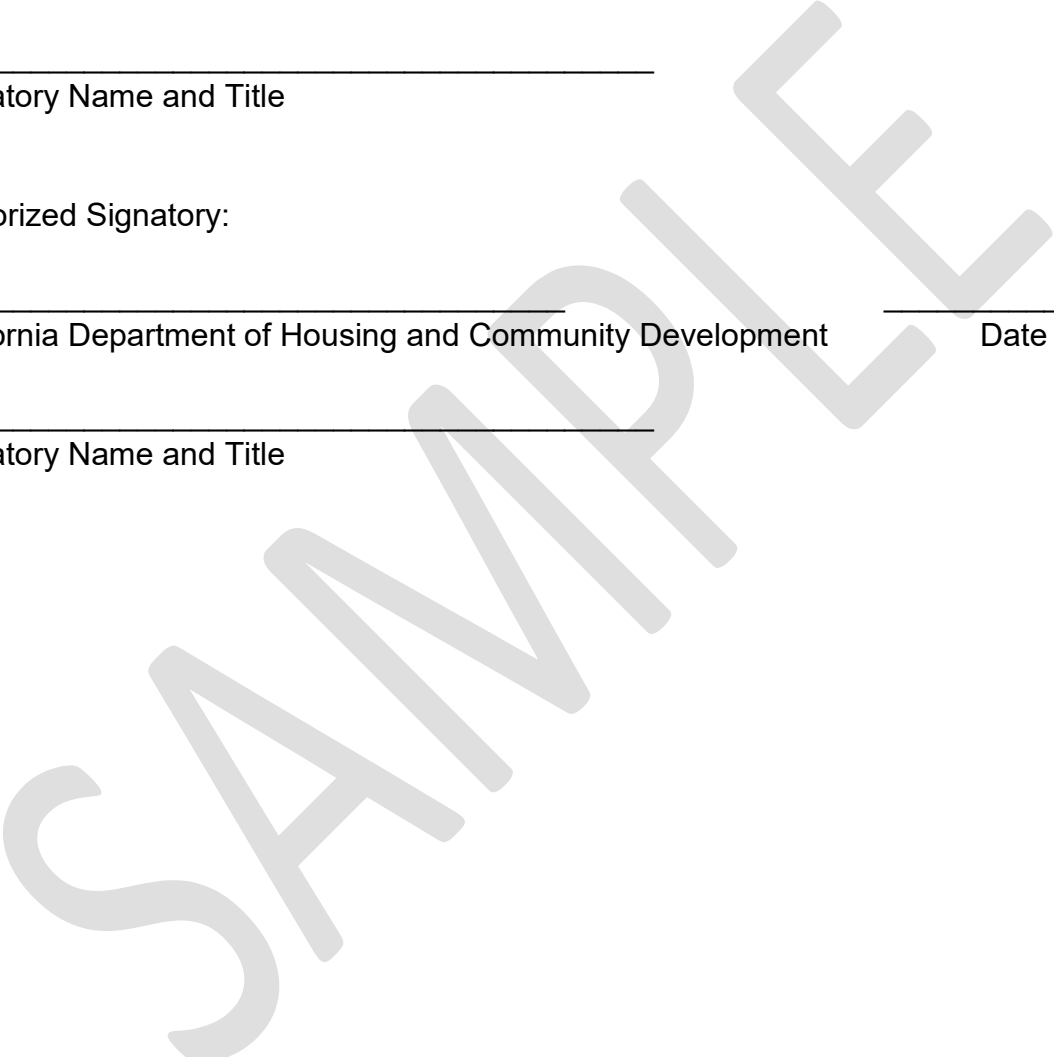 atory Name and Title
orized Signatory:
ornia Department of Housing and Community Development Date
atory Name and Title
SAMPLE